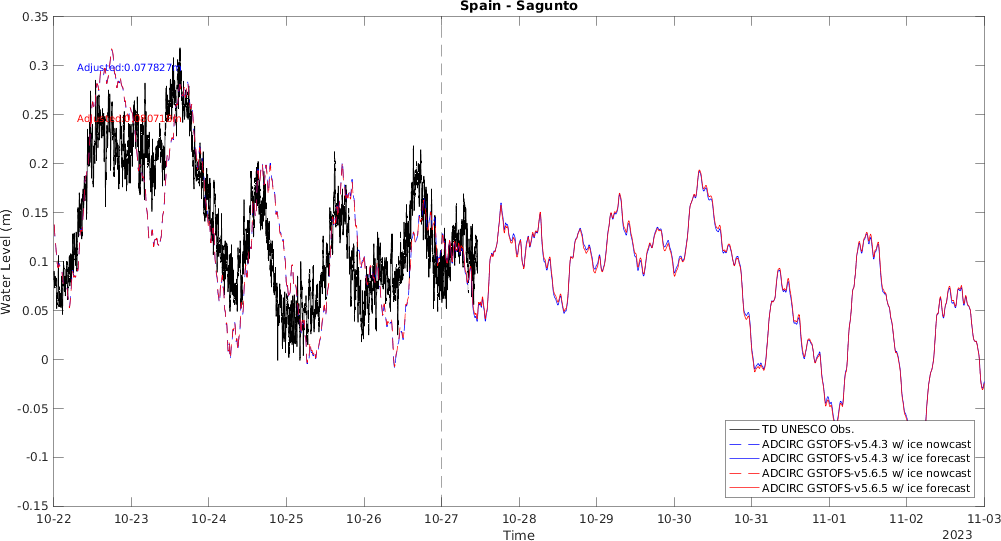 Spain - Sagunto
0.35
0.3
0.25
0.2
0.15
0.1
0.05
0
-0.05
-0.1
-0.15
Water Level (m)
10-22
10-23
10-24
10-25
10-26
10-27
10-28
10-29
10-30
10-31
11-01
11-02
11-03
Time
2023
Adjusted:0.077827m
TD UNESCO Obs.
ADCIRC GSTOFS-v5.4.3 w/ ice nowcast
ADCIRC GSTOFS-v5.4.3 w/ ice forecast
ADCIRC GSTOFS-v5.6.5 w/ ice nowcast
ADCIRC GSTOFS-v5.6.5 w/ ice forecast